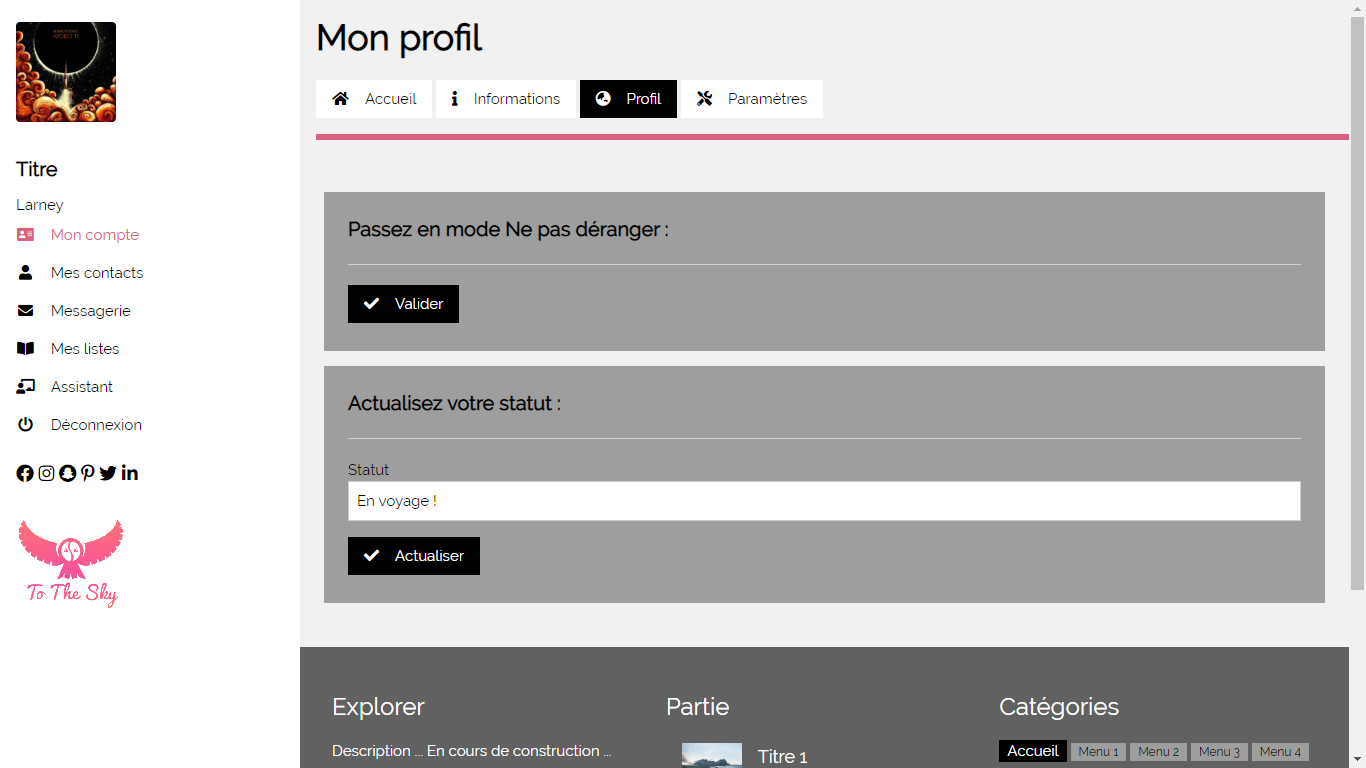 Titre
Larney
Mon compte
Mes contacts
Messagerie
Mes listes
Assistant
Déconnexion
To The Sky
Mon profil
Accueil
Informations
Profil
Paramètres
Passez en mode Ne pas déranger :
Valider
Actualisez votre statut :
Statut
En voyage !
Actualiser
Explorer
Description ... En cours de construction ...
Partie
Titre 1
Catégories
Accueil Menu 1 Menu 2 Menu 3 Menu 4